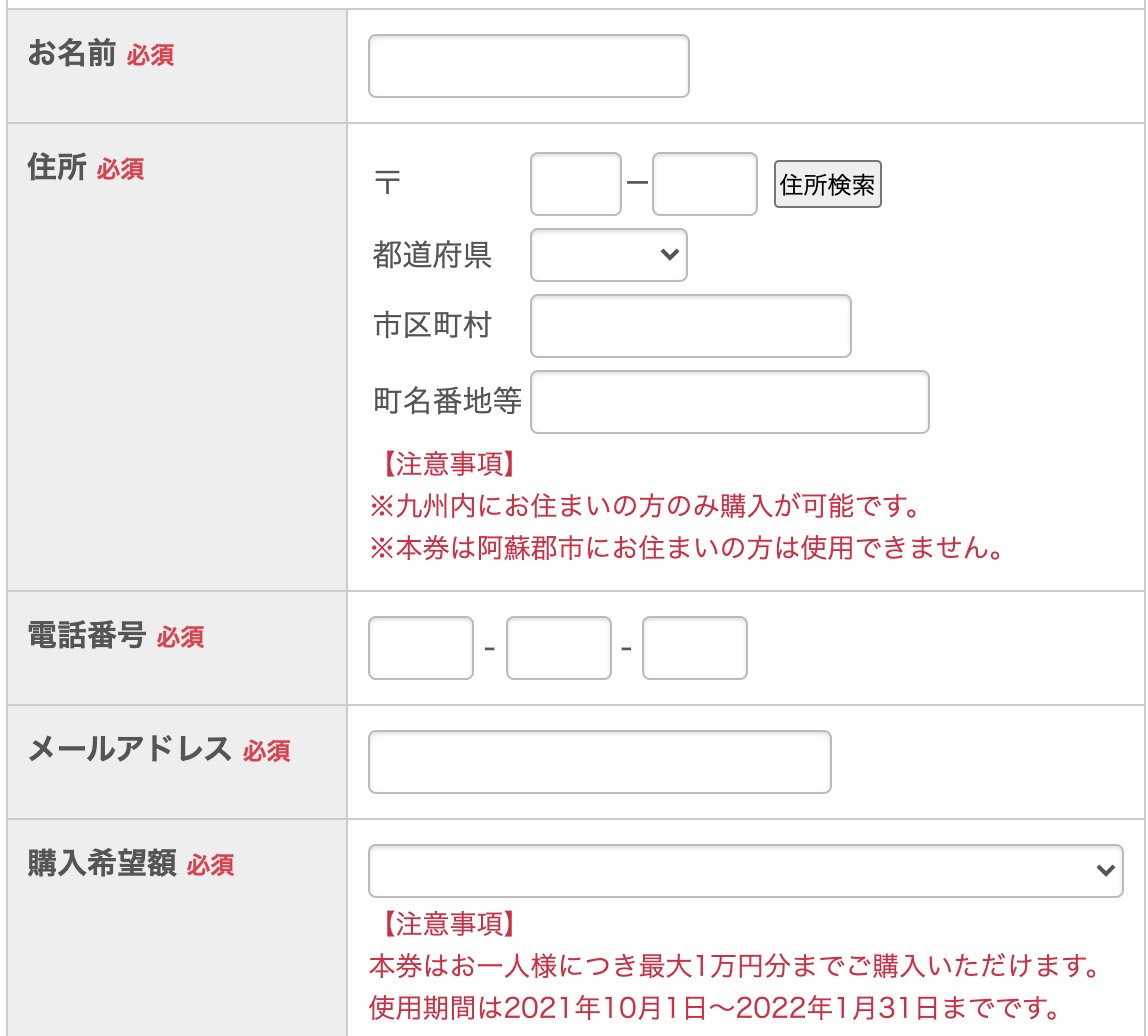 お名前 必須
住所 必須
〒 － 住所検索
都道府県
市区町村
町名番地等
【注意事項】
※九州内にお住まいの方のみ購入が可能です。
※本券は阿蘇郡市にお住まいの方は使用できません。
電話番号 必須
- -
メールアドレス 必須
購入希望額 必須
【注意事項】
本券はお一人様につき最大1万円分までご購入いただけます。
使用期間は2021年10月1日〜2022年1月31日までです。